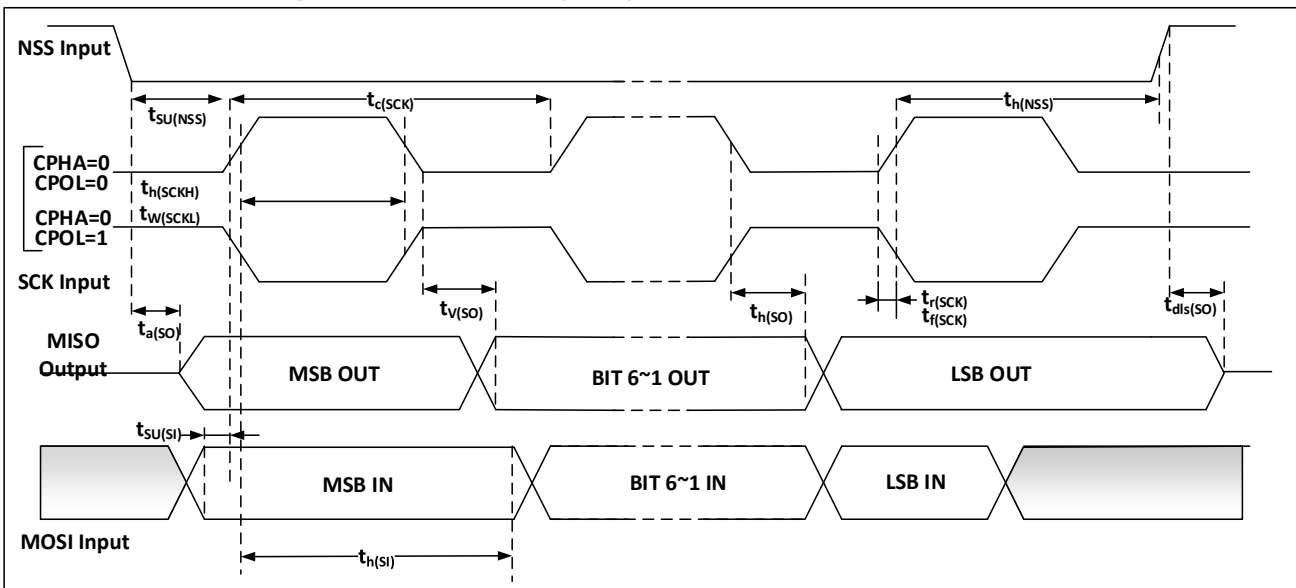 NSS Input
tc(SCK)
th(NSS)
tSU(NSS)
CPHA=0
CPOL=0
th(SCKH)
tW(SCKL)
CPHA=0
CPOL=1
SCK Input
tV(SO)
th(SO)
tr(SCK)
tf(SCK)
tdIs(SO)
ta(SO)
MISO
Output
MSB OUT
BIT 6~1 OUT
LSB OUT
tSU(SI)
MSB IN
BIT 6~1 IN
LSB IN
MOSI Input
th(SI)